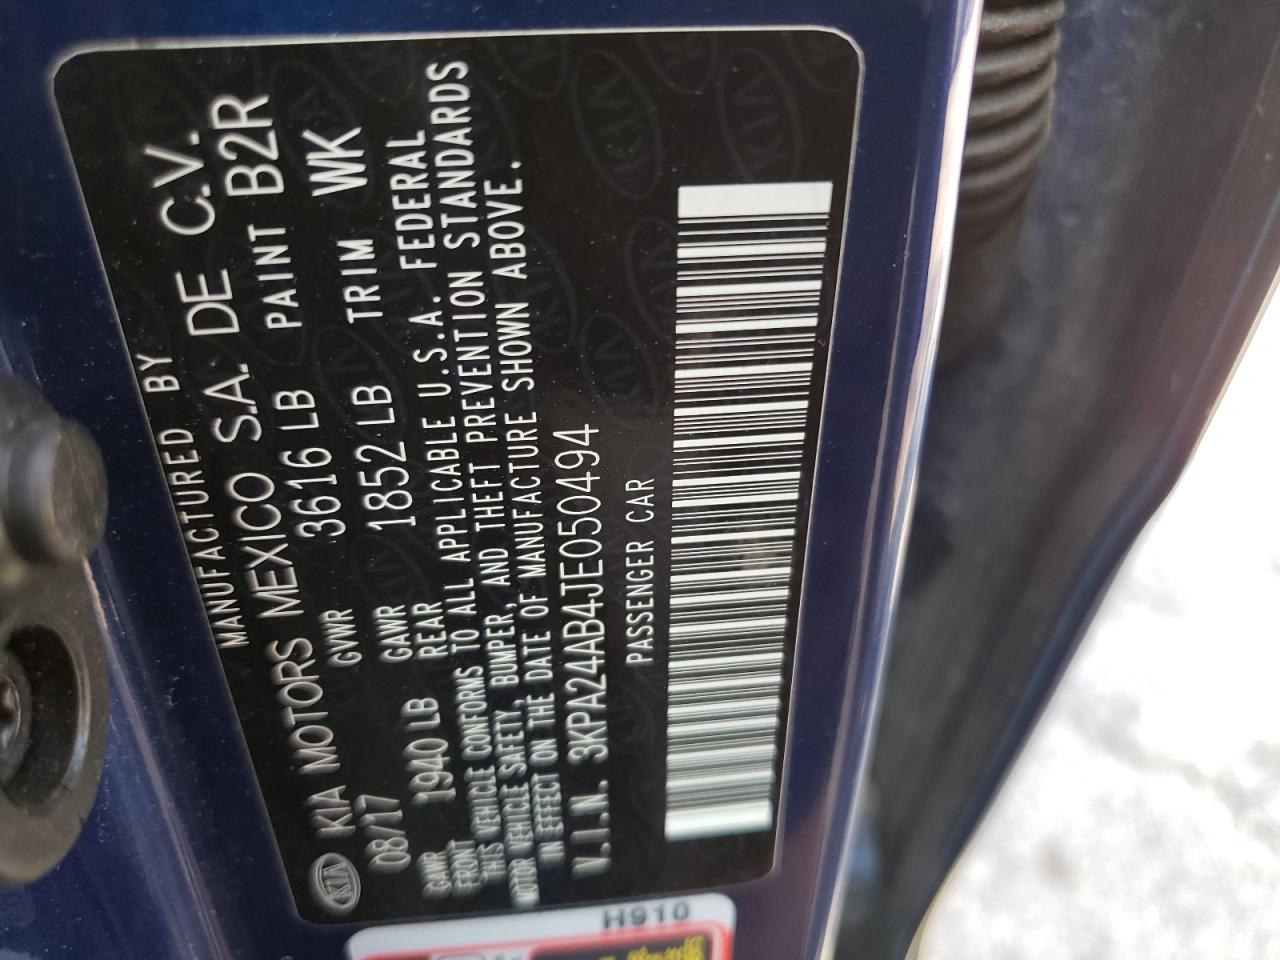 MANUFACTURED BY
KIA KIA MOTORS MEXICO S.A. DE C.V.
08/17 GVWR 3616 LB PAINT B2R
GAWR FRONT 1940 LB GAWR REAR 1852 LB TRIM WK
THIS VEHICLE CONFORMS TO ALL APPLICABLE U.S.A. FEDERAL
MOTOR VEHICLE SAFETY, BUMPER, AND THEFT PREVENTION STANDARDS
IN EFFECT ON THE DATE OF MANUFACTURE SHOWN ABOVE.
V.I.N. 3KPA24AB4JE050494
PASSENGER CAR
H910